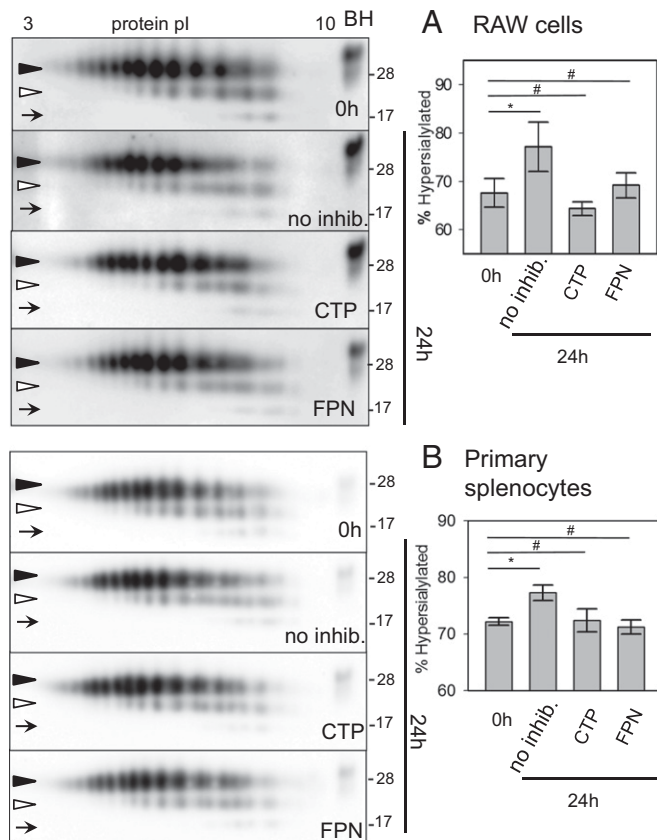 3 protein pI 10 BH
-28
0h
-17
-28
no inhib.
-17
-28
CTP
-17
-28
FPN
-17
24h
A RAW cells
% Hypersialylated
90
80
70
60
#
#
*
0h no inhib. CTP FPN
24h
-28
0h
-17
-28
no inhib.
-17
-28
CTP
-17
-28
FPN
-17
24h
B Primary
splenocytes
% Hypersialylated
90
80
70
60
#
#
*
0h no inhib. CTP FPN
24h